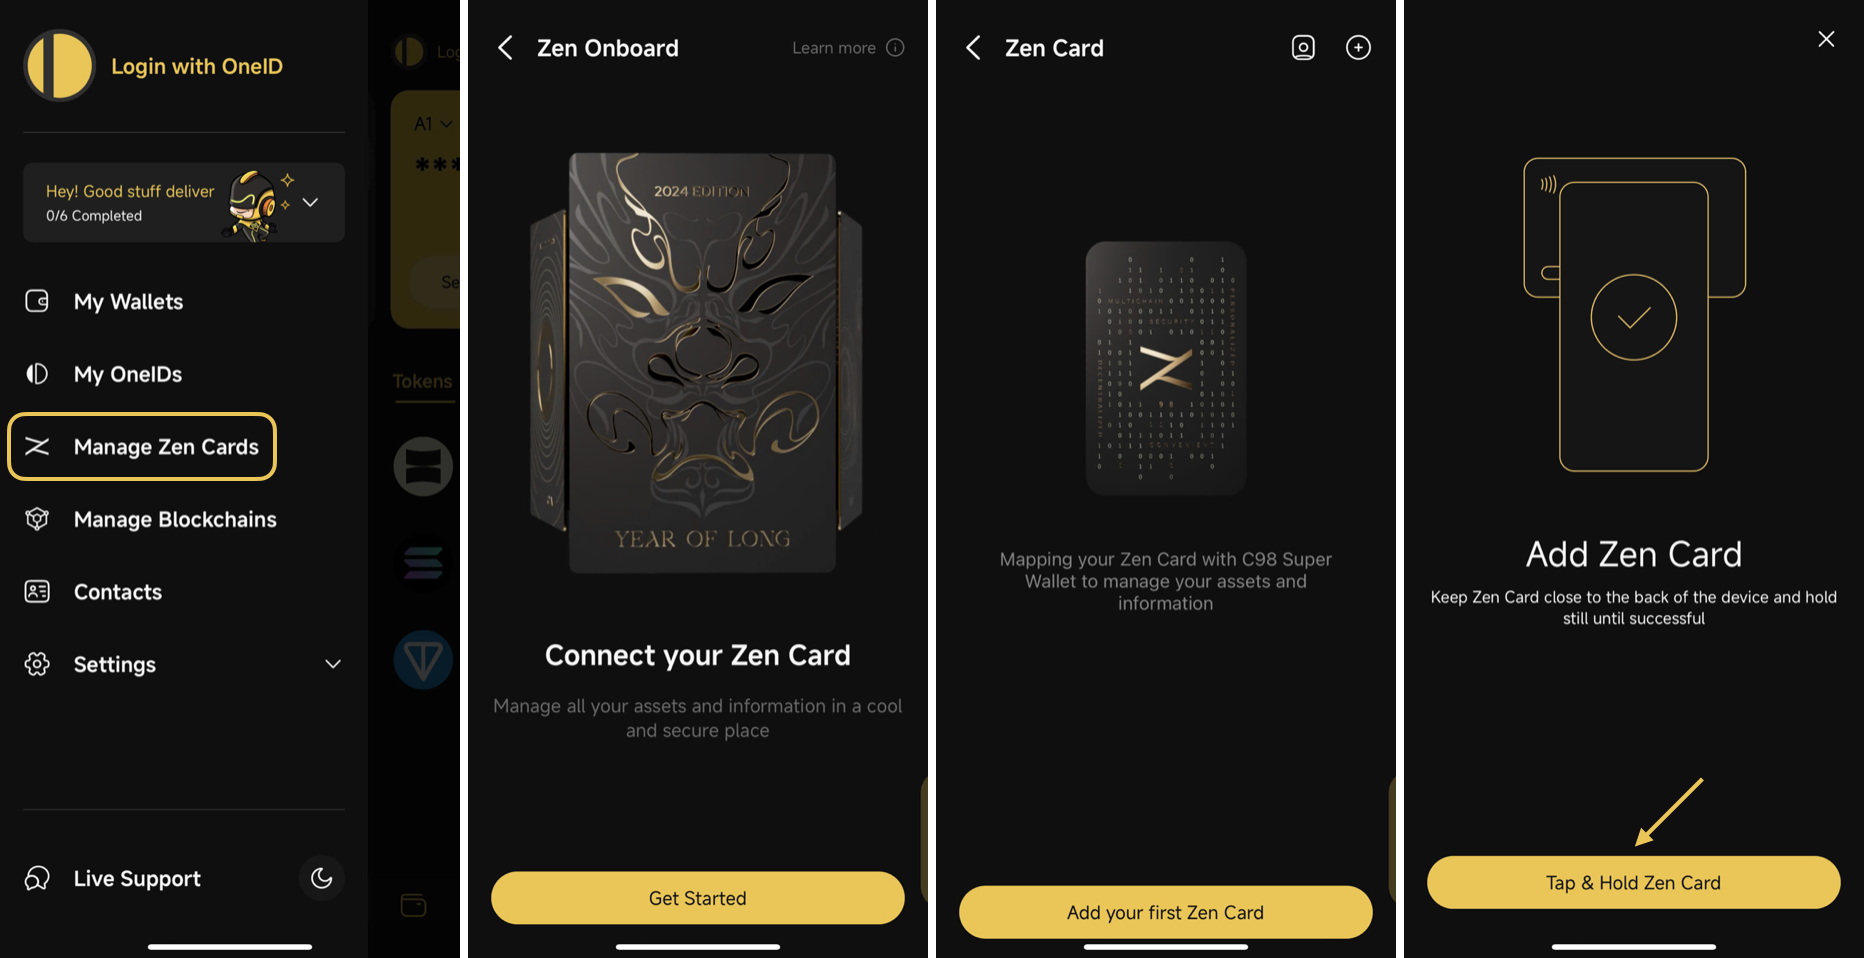 Login with OneID
Hey! Good stuff deliver
0/6 Completed
My Wallets
My OneIDs
Manage Zen Cards
Manage Blockchains
Contacts
Settings
Live Support
A1
***
Tokens
Zen Onboard
Learn more
2024 EDITION
YEAR OF LONG
Connect your Zen Card
Manage all your assets and information in a cool
and secure place
Get Started
Zen Card
MULTICHAIN
SECURITY
PERSONALIZED
DECENTRALIZED
CONVENIENT
Mapping your Zen Card with C98 Super
Wallet to manage your assets and
information
Add your first Zen Card
Add Zen Card
Keep Zen Card close to the back of the device and hold
still until successful
Tap & Hold Zen Card